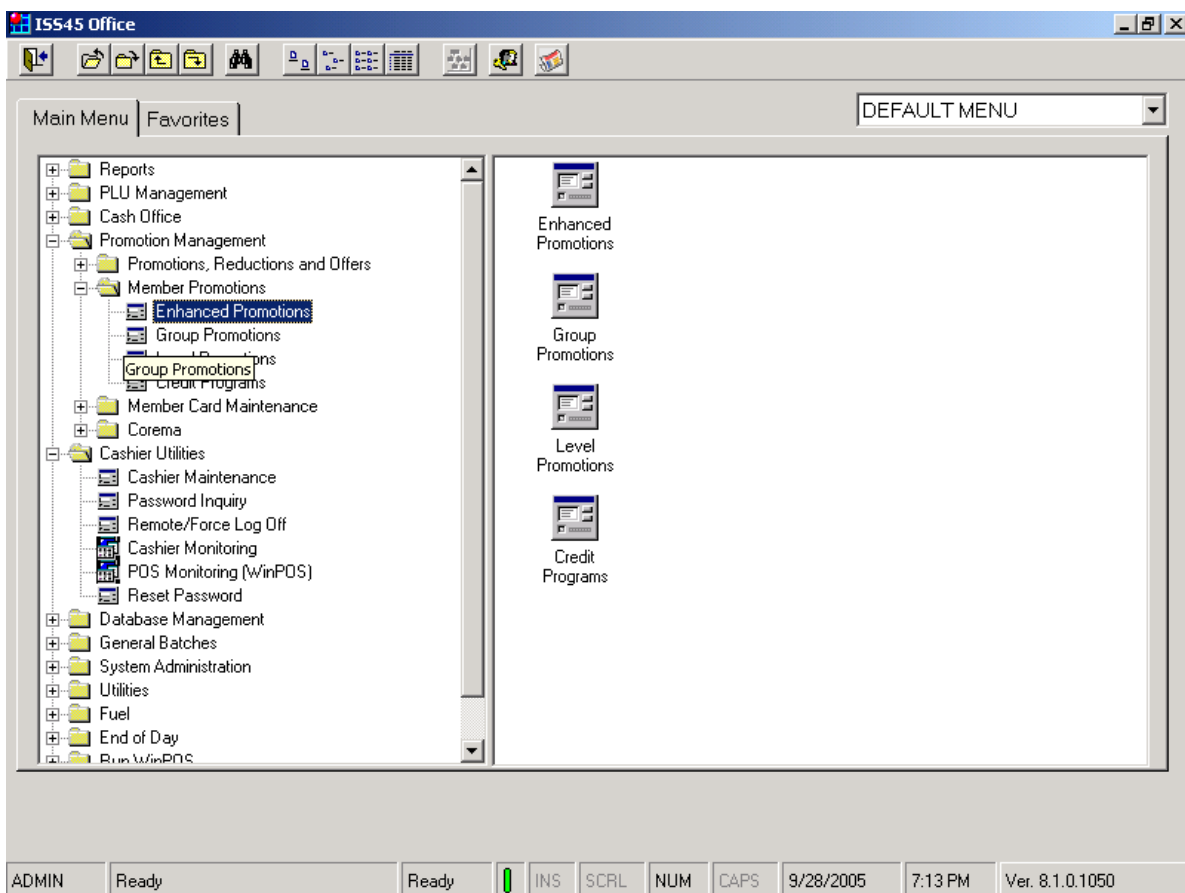 ISS45 Office
Main Menu
Favorites
DEFAULT MENU
Reports
PLU Management
Cash Office
Promotion Management
Promotions, Reductions and Offers
Member Promotions
Enhanced Promotions
Group Promotions
Group Promotions
Credit Programs
Member Card Maintenance
Corema
Cashier Utilities
Cashier Maintenance
Password Inquiry
Remote/Force Log Off
Cashier Monitoring
POS Monitoring (WinPOS)
Reset Password
Database Management
General Batches
System Administration
Utilities
Fuel
End of Day
Run WinPOS
Enhanced
Promotions
Group
Promotions
Level
Promotions
Credit
Programs
ADMIN
Ready
Ready
INS
SCRL
NUM
CAPS
9/28/2005
7:13 PM
Ver. 8.1.0.1050